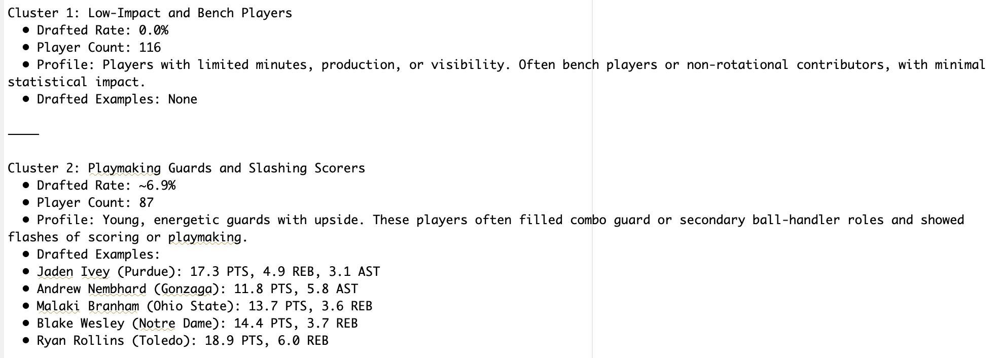 Cluster 1: Low-Impact and Bench Players
• Drafted Rate: 0.0%
• Player Count: 116
• Profile: Players with limited minutes, production, or visibility. Often bench players or non-rotational contributors, with minimal
statistical impact.
• Drafted Examples: None
⸻
Cluster 2: Playmaking Guards and Slashing Scorers
• Drafted Rate: ~6.9%
• Player Count: 87
• Profile: Young, energetic guards with upside. These players often filled combo guard or secondary ball-handler roles and showed
flashes of scoring or playmaking.
• Drafted Examples:
• Jaden Ivey (Purdue): 17.3 PTS, 4.9 REB, 3.1 AST
• Andrew Nembhard (Gonzaga): 11.8 PTS, 5.8 AST
• Malaki Branham (Ohio State): 13.7 PTS, 3.6 REB
• Blake Wesley (Notre Dame): 14.4 PTS, 3.7 REB
• Ryan Rollins (Toledo): 18.9 PTS, 6.0 REB